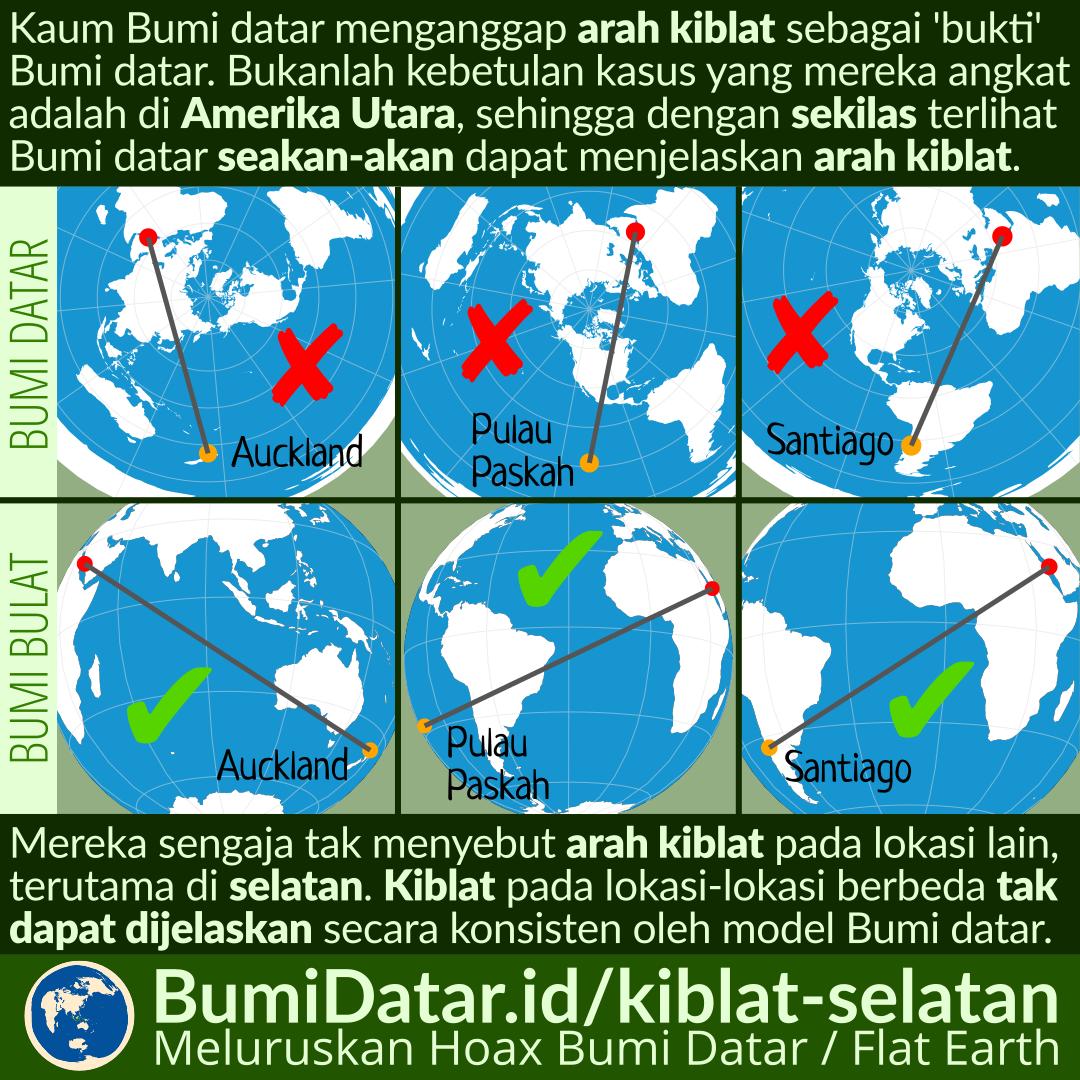 Kaum Bumi datar menganggap arah kiblat sebagai 'bukti'
Bumi datar. Bukanlah kebetulan kasus yang mereka angkat
adalah di Amerika Utara, sehingga dengan sekilas terlihat
Bumi datar seakan-akan dapat menjelaskan arah kiblat.
BUMI DATAR
Auckland
Pulau
Paskah
Santiago
BUMI BULAT
Auckland
Pulau
Paskah
Santiago
Mereka sengaja tak menyebut arah kiblat pada lokasi lain,
terutama di selatan. Kiblat pada lokasi-lokasi berbeda tak
dapat dijelaskan secara konsisten oleh model Bumi datar.
BumiDatar.id/kiblat-selatan
Meluruskan Hoax Bumi Datar / Flat Earth